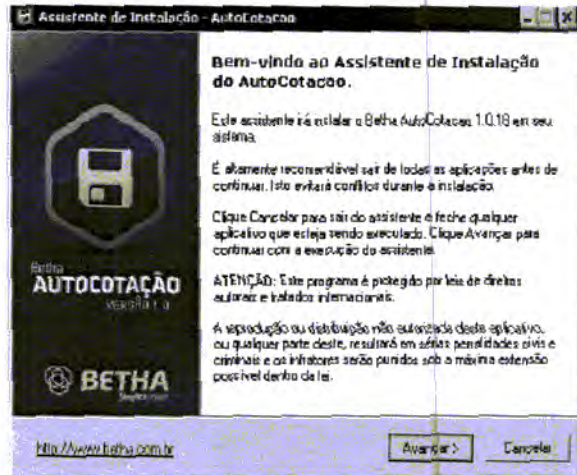 Assistente de Instalação - AutoCotacao
Bem-vindo ao Assistente de Instalação
do AutoCotacao.
Este assistente irá instalar o Betha AutoCotacao 1.0.18 em seu
sistema.
É altamente recomendável sair de todas as aplicações antes de
continuar. Isto evitará conflitos durante a instalação.
Clique Cancelar para sair do assistente e feche qualquer
aplicativo que esteja sendo executado. Clique Avançar para
continuar com a execução do assistente.
ATENÇÃO: Este programa é protegido por leis de direitos
autorais e tratados internacionais.
A reprodução ou distribuição não autorizada deste aplicativo,
ou qualquer parte deste, resultará em sérias penalidades civis e
criminais e os infratores serão punidos sob a máxima extensão
possível dentro da lei.
Betha
AUTOCOTAÇÃO
VERSÃO 1.0
BETHA
http://www.betha.com.br
Avançar >
Cancelar